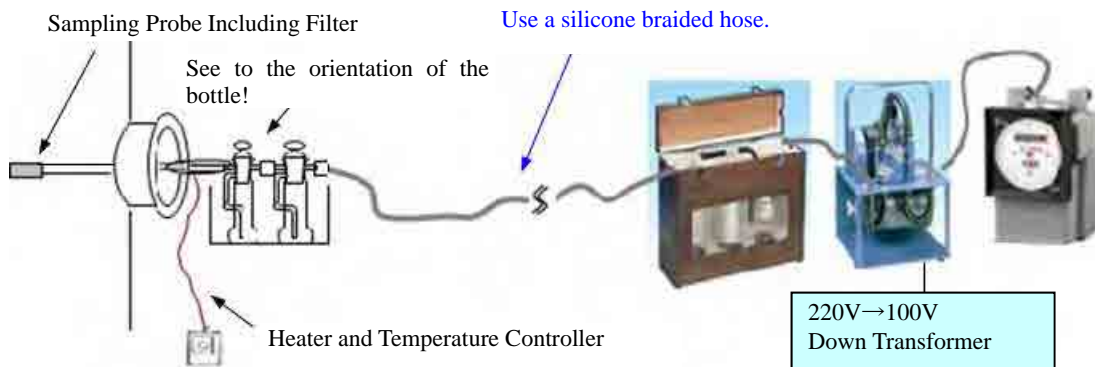 Sampling Probe Including Filter
Use a silicone braided hose.
See to the orientation of the
bottle!
Heater and Temperature Controller
220V→100V
Down Transformer